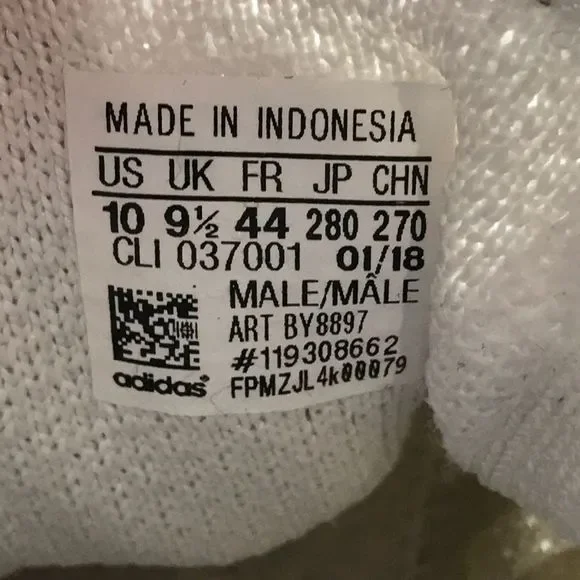 MADE IN INDONESIA
US UK FR JP CHN
10 9½ 44 280 270
CLI 037001 01/18
MALE/MÂLE
ART BY8897
#119308662
FPMZJL4k00079
adidas